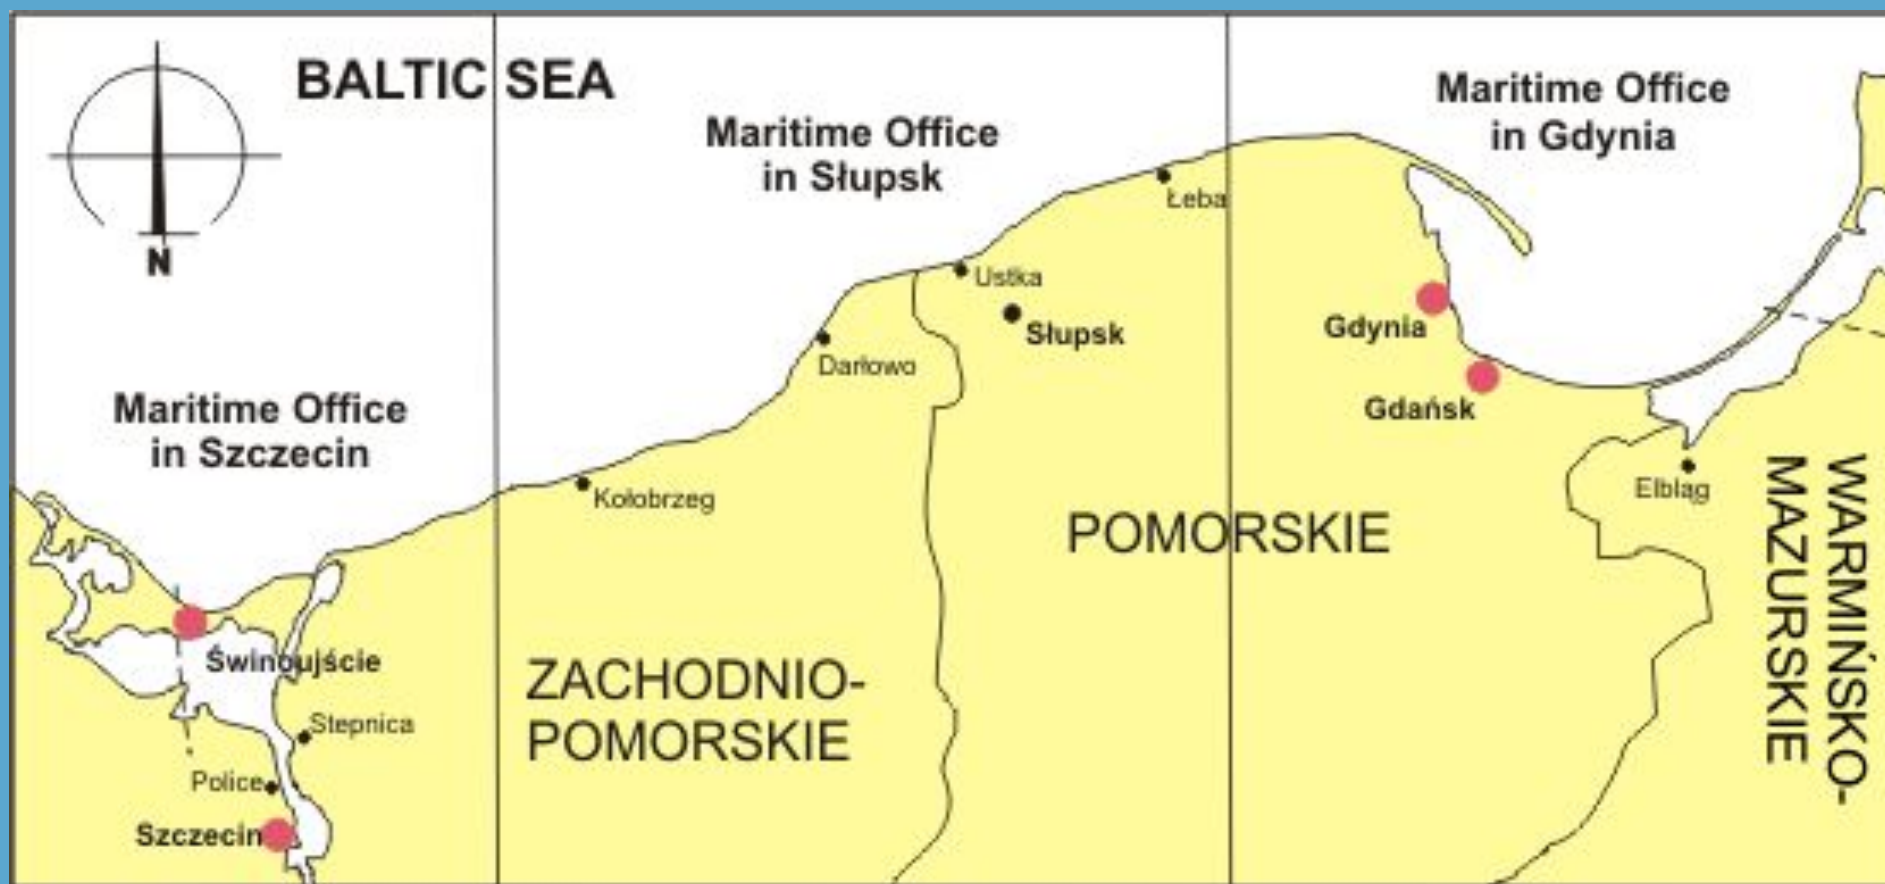 BALTIC SEA
Maritime Office
in Gdynia
Maritime Office
in Słupsk
Łeba
N
Ustka
Słupsk
Gdynia
Darłowo
Gdańsk
Maritime Office
in Szczecin
Elbląg
Kołobrzeg
POMORSKIE
WARMIŃSKO-
MAZURSKIE
Świnoujście
ZACHODNIO-
POMORSKIE
Stepnica
Police
Szczecin